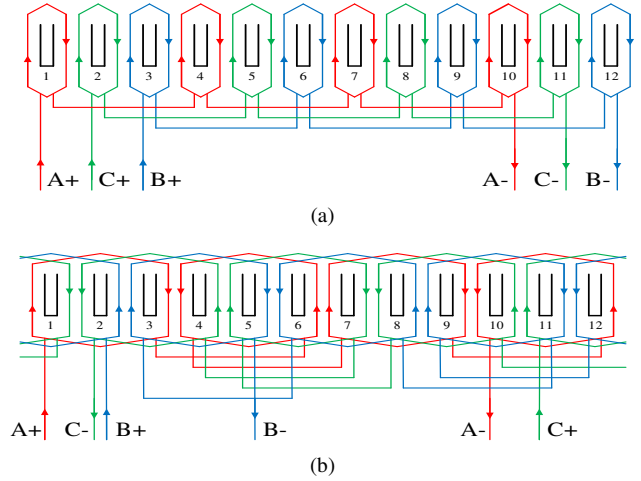 1 2 3 4 5 6 7 8 9 10 11 12
A+ C+ B+ A- C- B-
(a)
1 2 3 4 5 6 7 8 9 10 11 12
A+ C- B+ B- A- C+
(b)